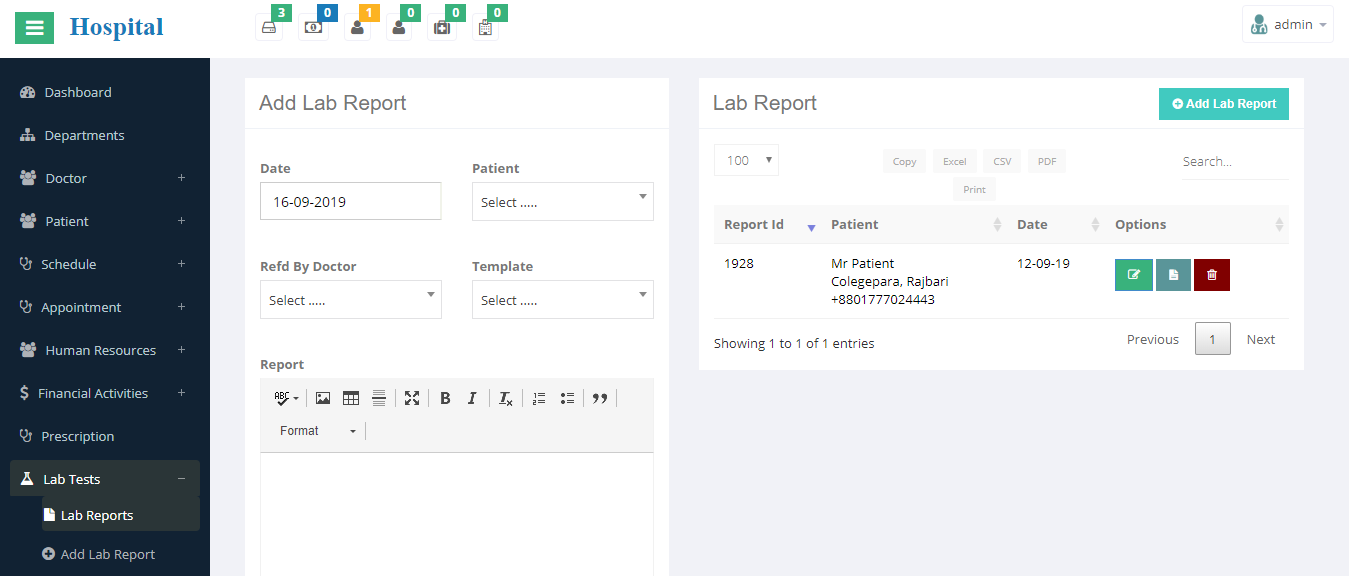 Hospital
3
0
1
0
0
0
admin
Dashboard
Departments
Doctor +
Patient +
Schedule +
Appointment +
Human Resources +
$ Financial Activities +
Prescription
Lab Tests −
Lab Reports
Add Lab Report
Add Lab Report
Date
16-09-2019
Patient
Select .....
Refd By Doctor
Select .....
Template
Select .....
Report
ABC
B I Ix
Format
Lab Report
Add Lab Report
100
Copy Excel CSV PDF
Print
Search...
Report Id Patient Date Options
1928 Mr Patient 12-09-19
Colegepara, Rajbari
+8801777024443
Showing 1 to 1 of 1 entries
Previous 1 Next